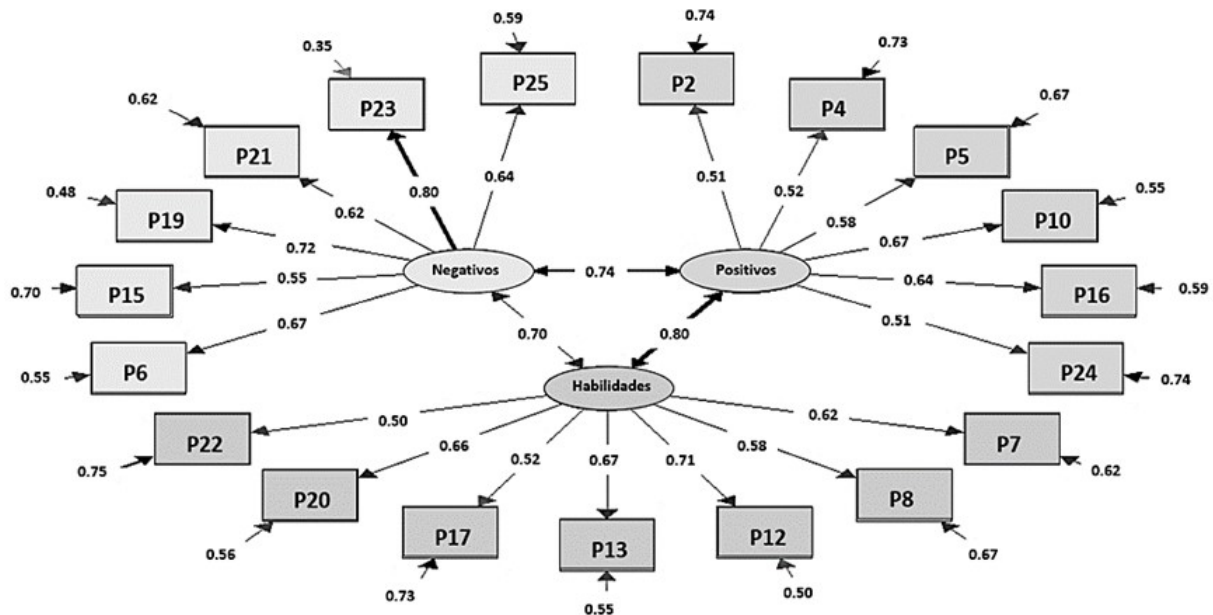 0.59
0.74
0.35
0.73
P25
P2
0.62
P23
P4
0.67
P21
P5
0.48
0.55
0.80
0.64
0.51
0.52
P19
0.62
0.58
P10
0.72
0.67
Negativos
0.74
Positivos
0.70
P15
0.55
0.64
P16
0.59
0.67
0.51
0.70
0.80
0.55
P6
P24
0.74
Habilidades
0.50
0.62
P22
0.66
0.52
0.67
0.71
0.58
P7
0.75
0.62
P20
P8
P17
P13
P12
0.56
0.67
0.73
0.55
0.50